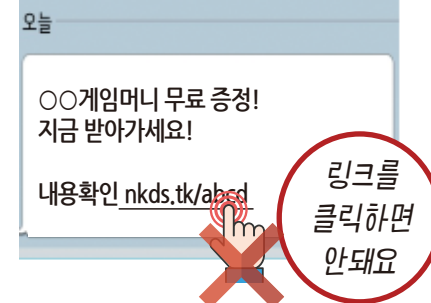 오늘
○○게임머니 무료 증정!
지금 받아가세요!
내용확인 nkds.tk/abcd
링크를
클릭하면
안돼요